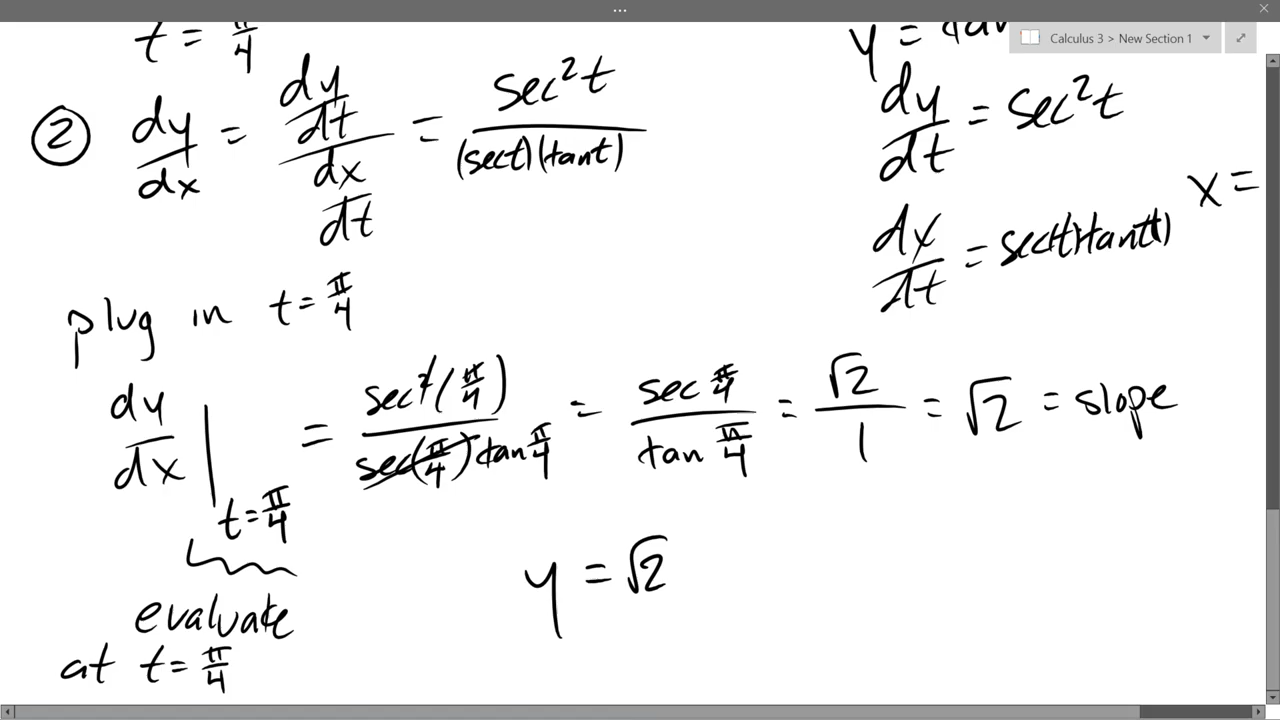 Calculus 3 > New Section 1
t = π/4
y = tan
② dy/dx = (dy/dt)/(dx/dt) = sec²t/((sect)(tant))
dy/dt = sec²t
x =
dx/dt = sec(t)tan(t)
plug in t = π/4
dy/dx |t=π/4 = sec²(π/4)/(sec(π/4)tan π/4) = sec π/4/tan π/4 = √2/1 = √2 = slope
y = √2
evaluate
at t = π/4